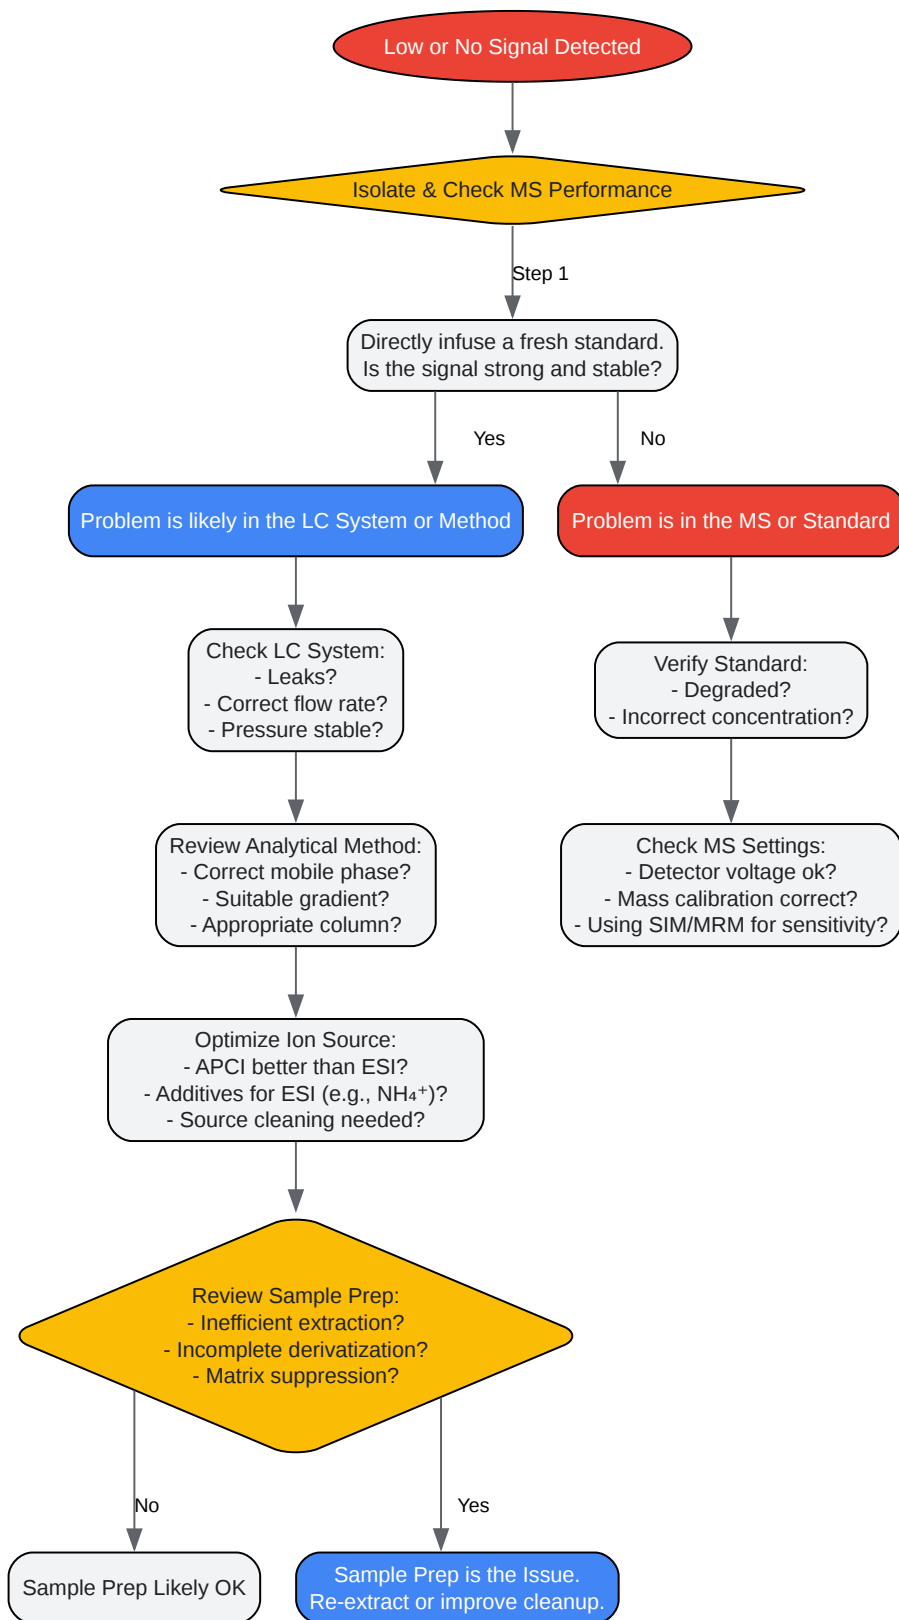 Low or No Signal Detected
Isolate & Check MS Performance
Step 1
Directly infuse a fresh standard.
Is the signal strong and stable?
Yes
No
Problem is likely in the LC System or Method
Problem is in the MS or Standard
Check LC System:
- Leaks?
- Correct flow rate?
- Pressure stable?
Verify Standard:
- Degraded?
- Incorrect concentration?
Review Analytical Method:
- Correct mobile phase?
- Suitable gradient?
- Appropriate column?
Check MS Settings:
- Detector voltage ok?
- Mass calibration correct?
- Using SIM/MRM for sensitivity?
Optimize Ion Source:
- APCI better than ESI?
- Additives for ESI (e.g., NH₄⁺)?
- Source cleaning needed?
Review Sample Prep:
- Inefficient extraction?
- Incomplete derivatization?
- Matrix suppression?
No
Yes
Sample Prep Likely OK
Sample Prep is the Issue.
Re-extract or improve cleanup.